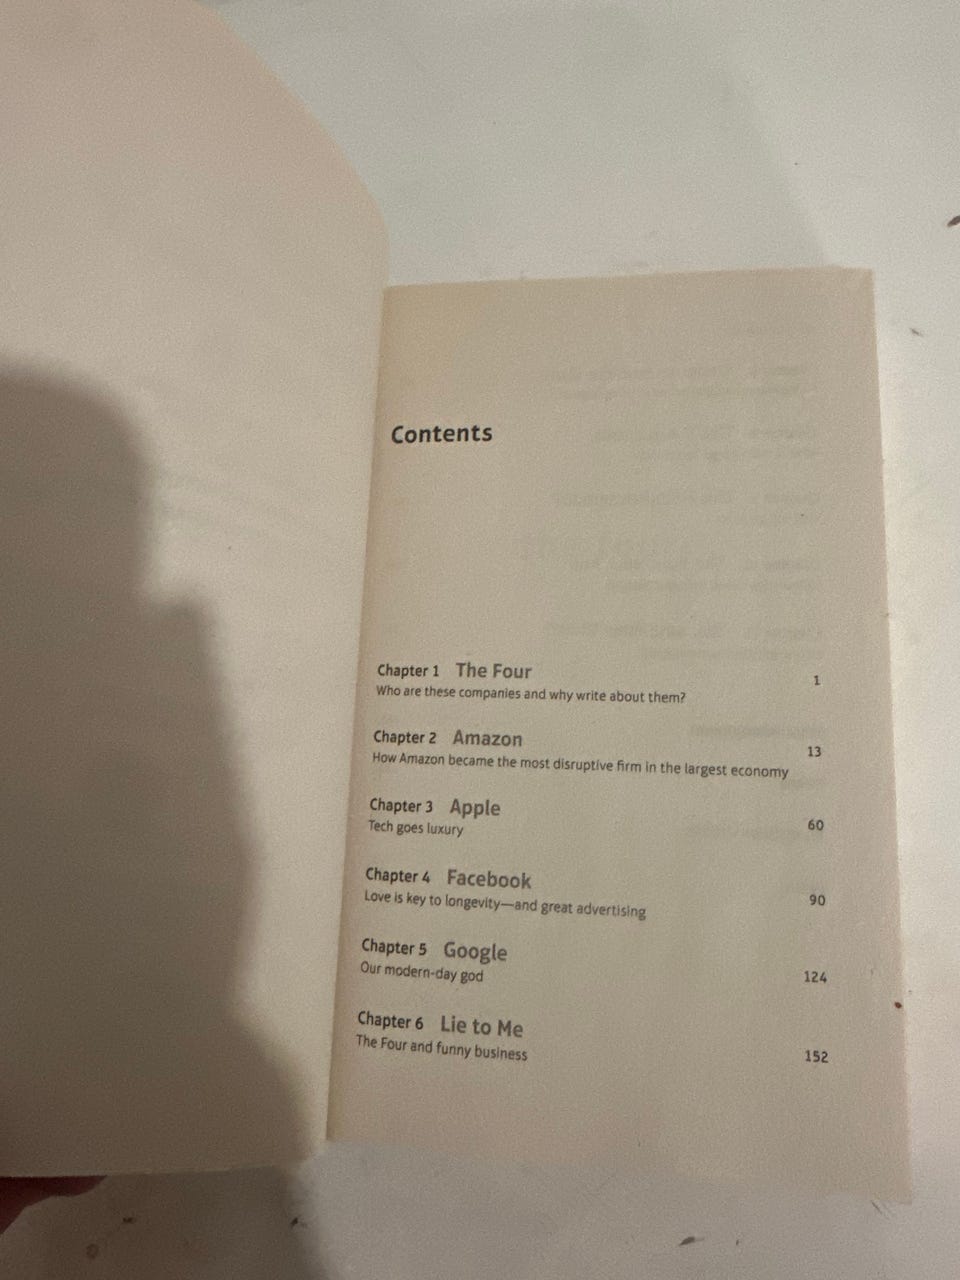 Contents
Chapter 1 The Four 1
Who are these companies and why write about them?
Chapter 2 Amazon 13
How Amazon became the most disruptive firm in the largest economy
Chapter 3 Apple 60
Tech goes luxury
Chapter 4 Facebook 90
Love is key to longevity—and great advertising
Chapter 5 Google 124
Our modern-day god
Chapter 6 Lie to Me 152
The Four and funny business